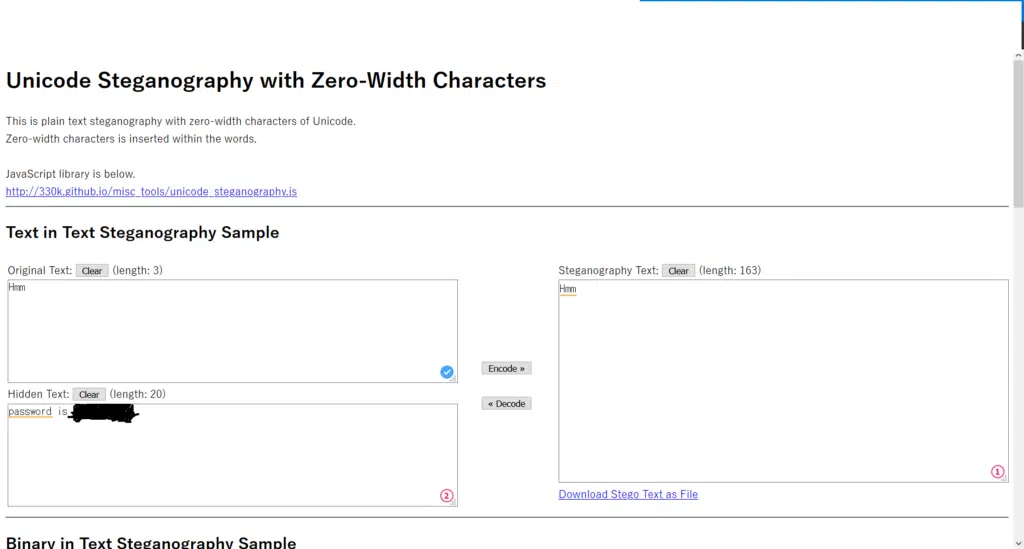 Unicode Steganography with Zero-Width Characters
This is plain text steganography with zero-width characters of Unicode.
Zero-width characters is inserted within the words.
JavaScript library is below.
http://330k.github.io/misc_tools/unicode_steganography.js
Text in Text Steganography Sample
Original Text: Clear (length: 3)
Hmm
Hidden Text: Clear (length: 20)
password is
2
Encode »
« Decode
Steganography Text: Clear (length: 163)
Hmm
1
Download Stego Text as File
Binary in Text Steganography Sample